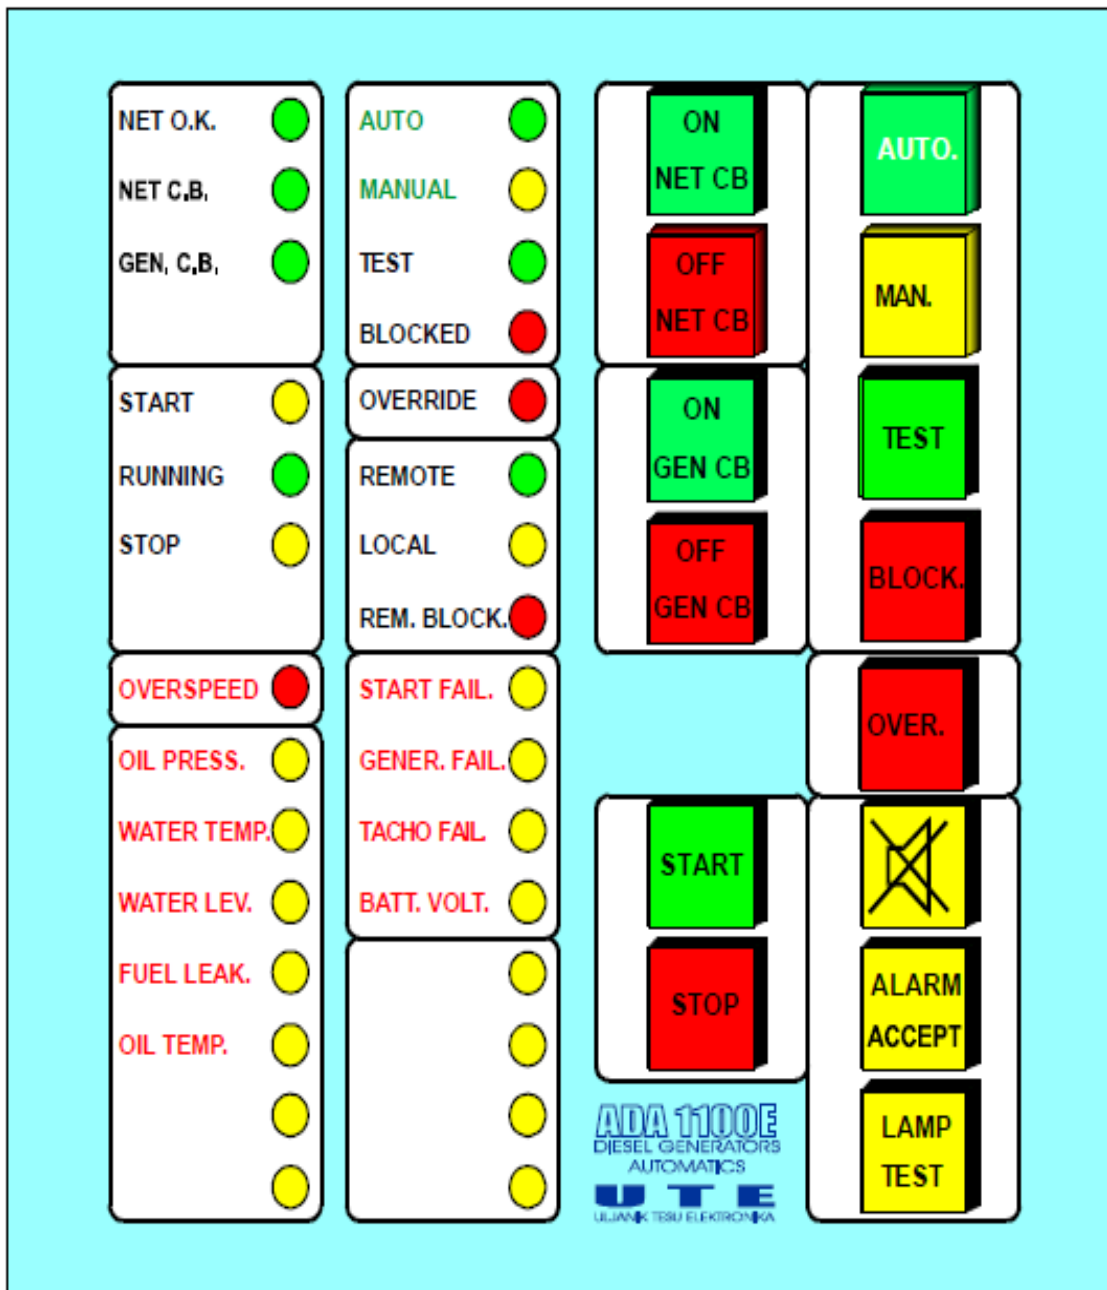 NET O.K.
NET C.B.
GEN. C.B.
START
RUNNING
STOP
OVERSPEED
OIL PRESS.
WATER TEMP.
WATER LEV.
FUEL LEAK.
OIL TEMP.
AUTO
MANUAL
TEST
BLOCKED
OVERRIDE
REMOTE
LOCAL
REM. BLOCK.
START FAIL.
GENER. FAIL.
TACHO FAIL.
BATT. VOLT.
ON
NET CB
OFF
NET CB
ON
GEN CB
OFF
GEN CB
START
STOP
AUTO.
MAN.
TEST
BLOCK.
OVER.
ALARM
ACCEPT
LAMP
TEST
ADA 1100E
DIESEL GENERATORS
AUTOMATICS
UTE
ULJANIK TESU ELEKTRONIKA